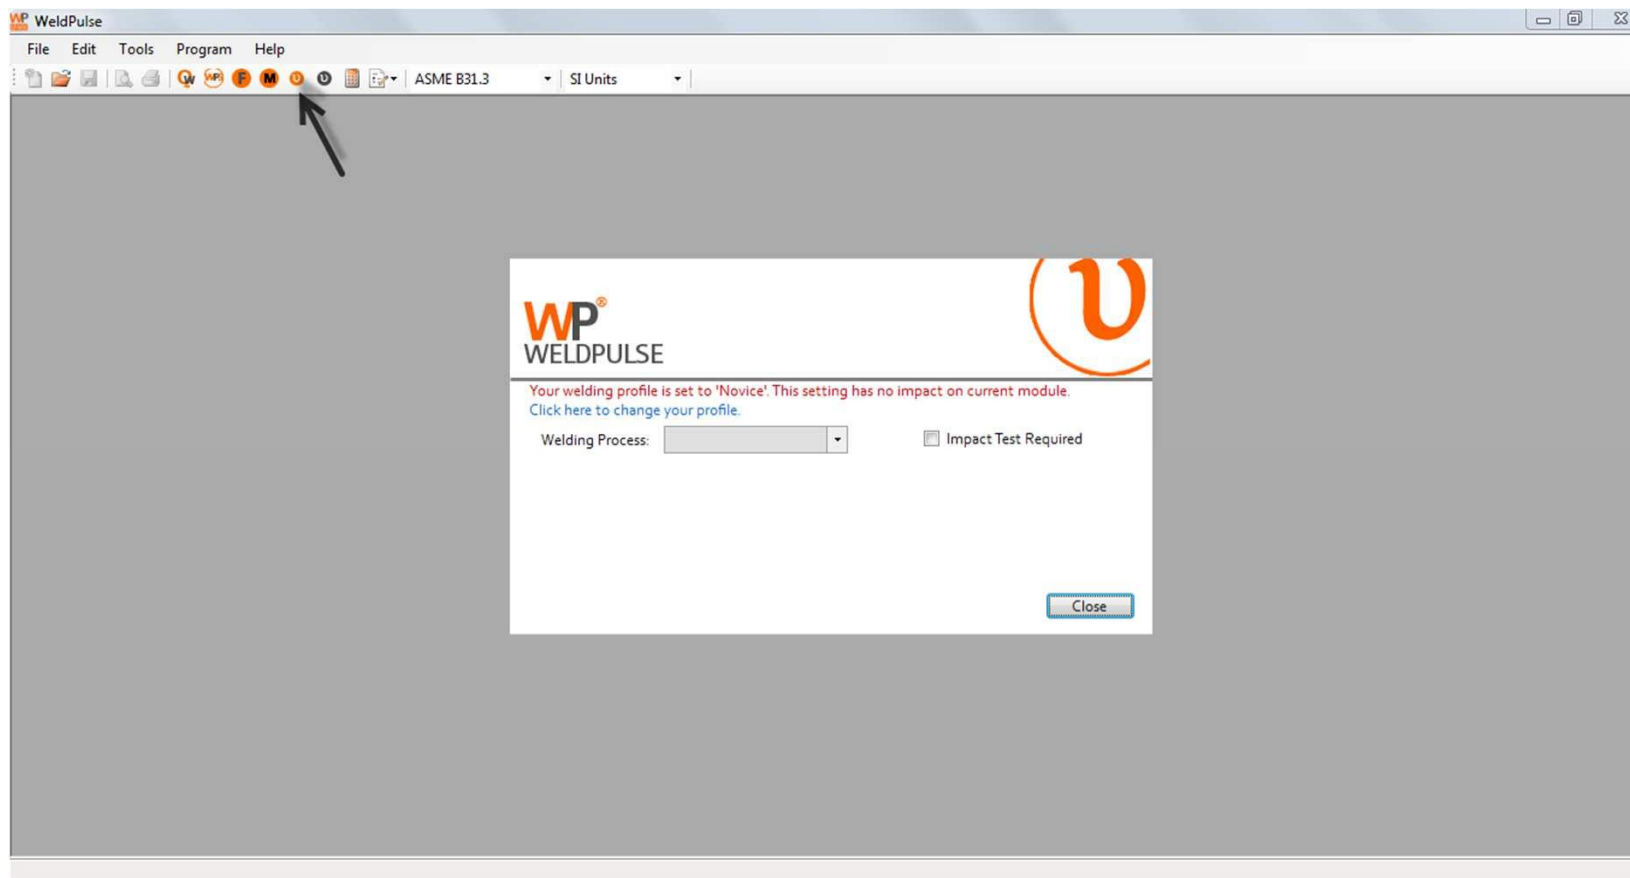 WeldPulse
File Edit Tools Program Help
ASME B31.3 SI Units
WP®
WELDPULSE
Your welding profile is set to 'Novice'. This setting has no impact on current module.
Click here to change your profile.
Welding Process: Impact Test Required
Close